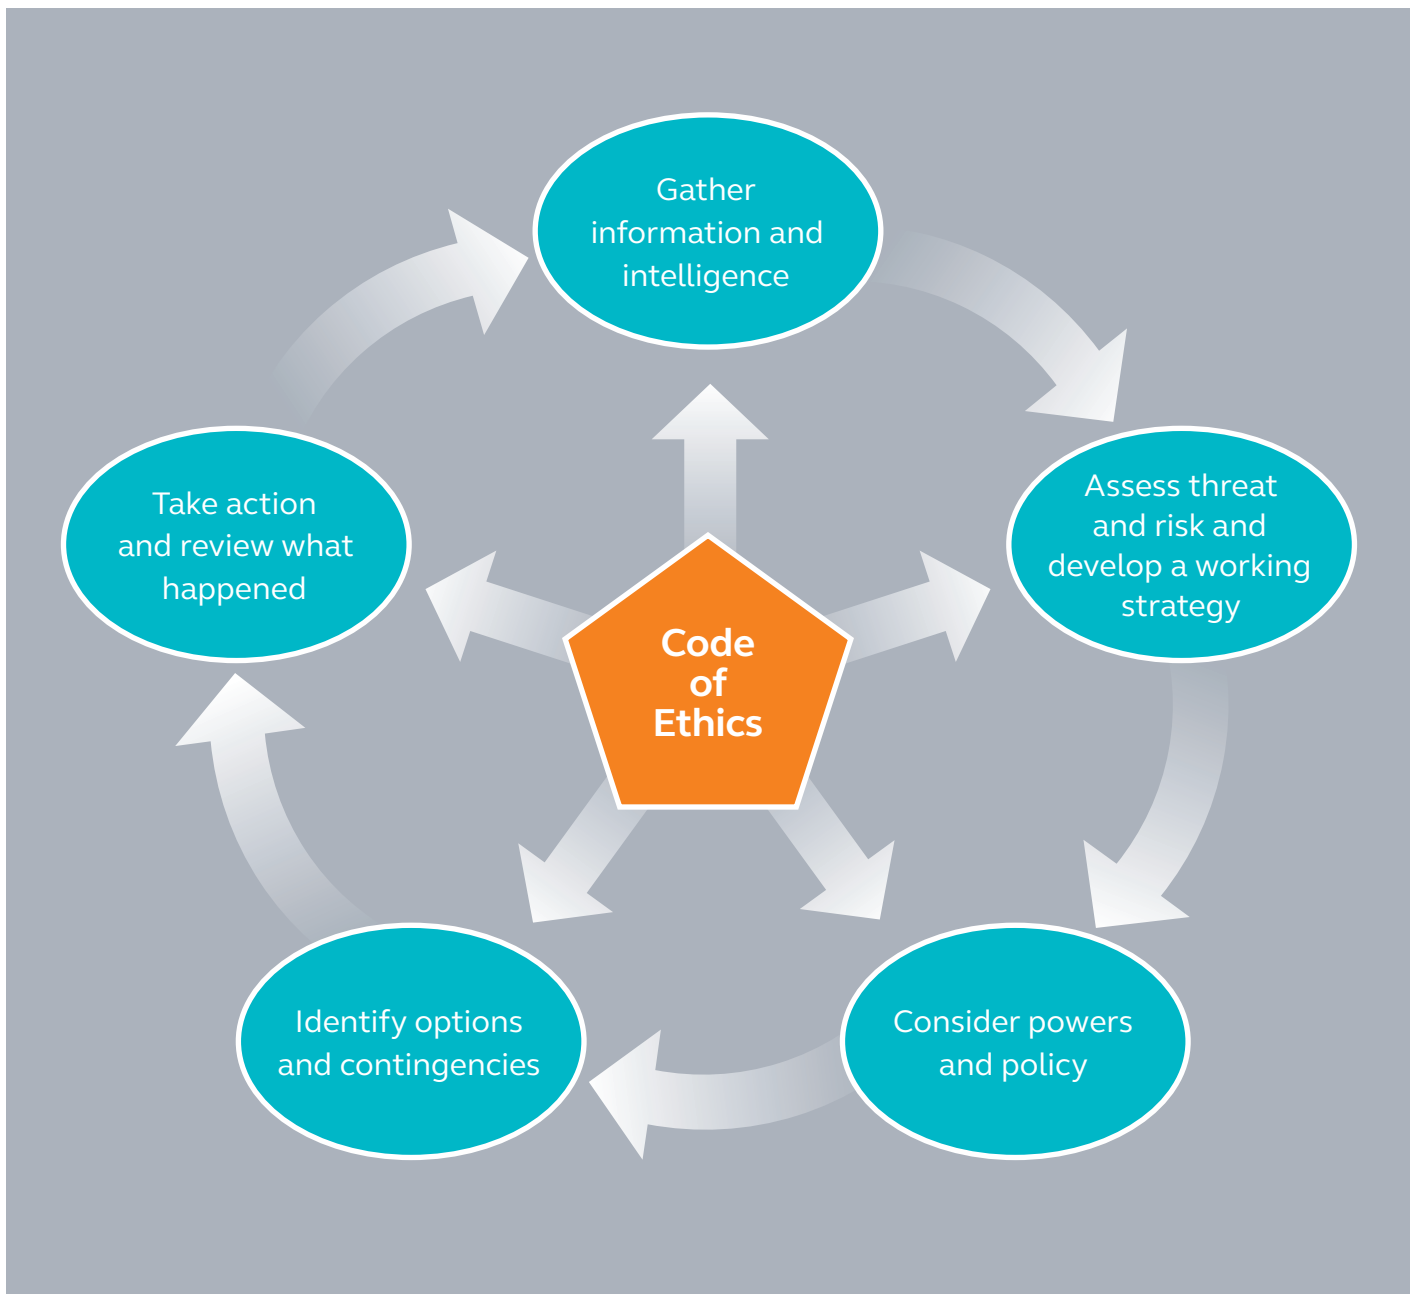 Gather
information and
intelligence
Assess threat
and risk and
develop a working
strategy
Take action
and review what
happened
Code
of
Ethics
Identify options
and contingencies
Consider powers
and policy